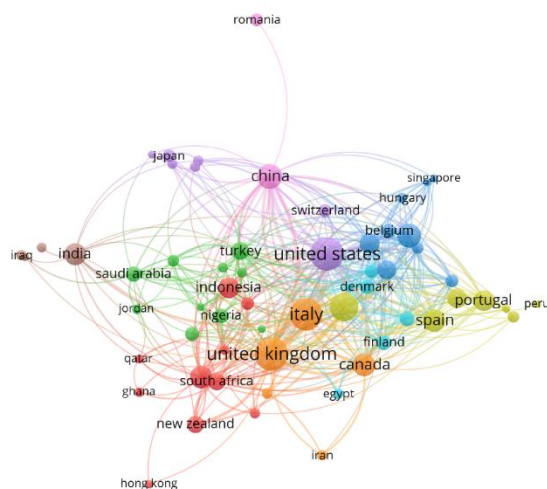 romania
japan
china
singapore
hungary
switzerland
belgium
turkey
united states
iraq
india
saudi arabia
indonesia
denmark
jordan
nigeria
italy
portugal
peru
spain
finland
united kingdom
qatar
canada
south africa
ghana
egypt
new zealand
iran
hong kong